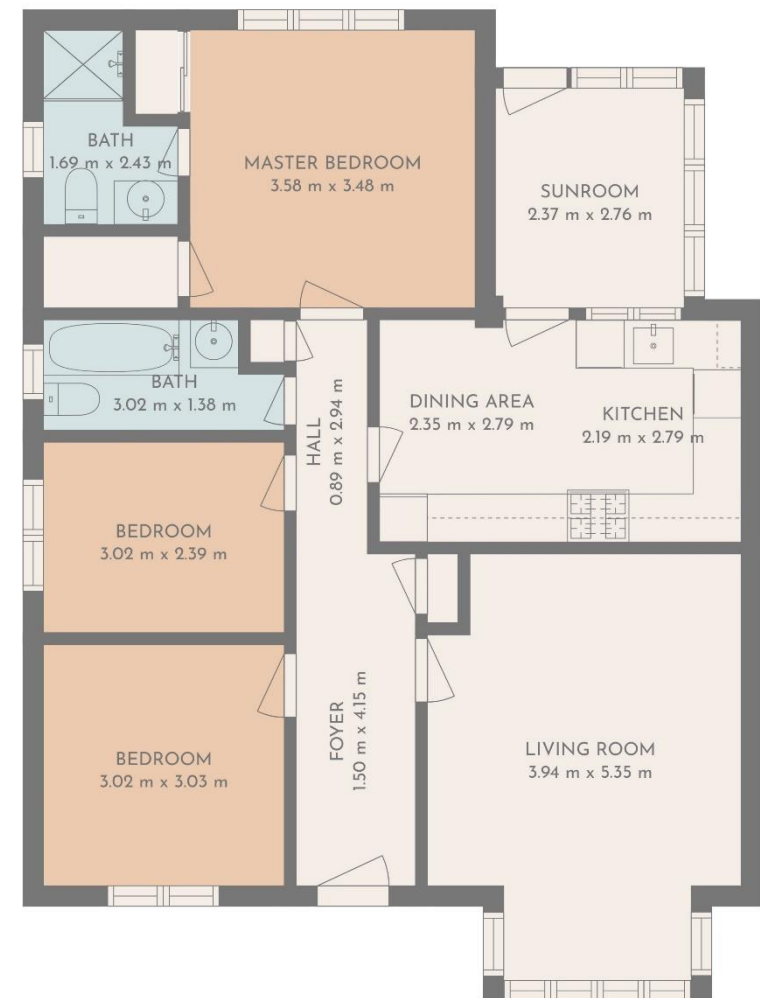 BATH
1.69 m x 2.43 m
MASTER BEDROOM
3.58 m x 3.48 m
SUNROOM
2.37 m x 2.76 m
BATH
3.02 m x 1.38 m
HALL
0.89 m x 2.94 m
DINING AREA
2.35 m x 2.79 m
KITCHEN
2.19 m x 2.79 m
BEDROOM
3.02 m x 2.39 m
BEDROOM
3.02 m x 3.03 m
FOYER
1.50 m x 4.15 m
LIVING ROOM
3.94 m x 5.35 m